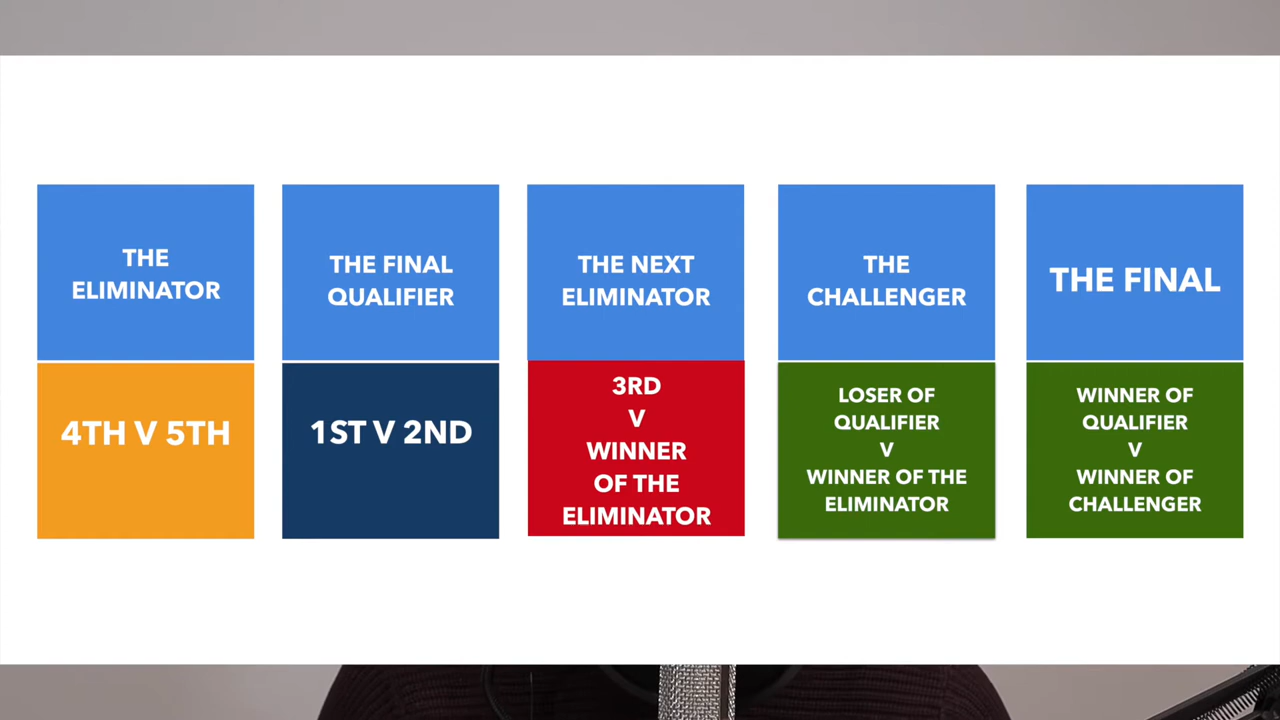 THE
ELIMINATOR
4TH V 5TH
THE FINAL
QUALIFIER
1ST V 2ND
THE NEXT
ELIMINATOR
3RD
V
WINNER
OF THE
ELIMINATOR
THE
CHALLENGER
LOSER OF
QUALIFIER
V
WINNER OF THE
ELIMINATOR
THE FINAL
WINNER OF
QUALIFIER
V
WINNER OF
CHALLENGER